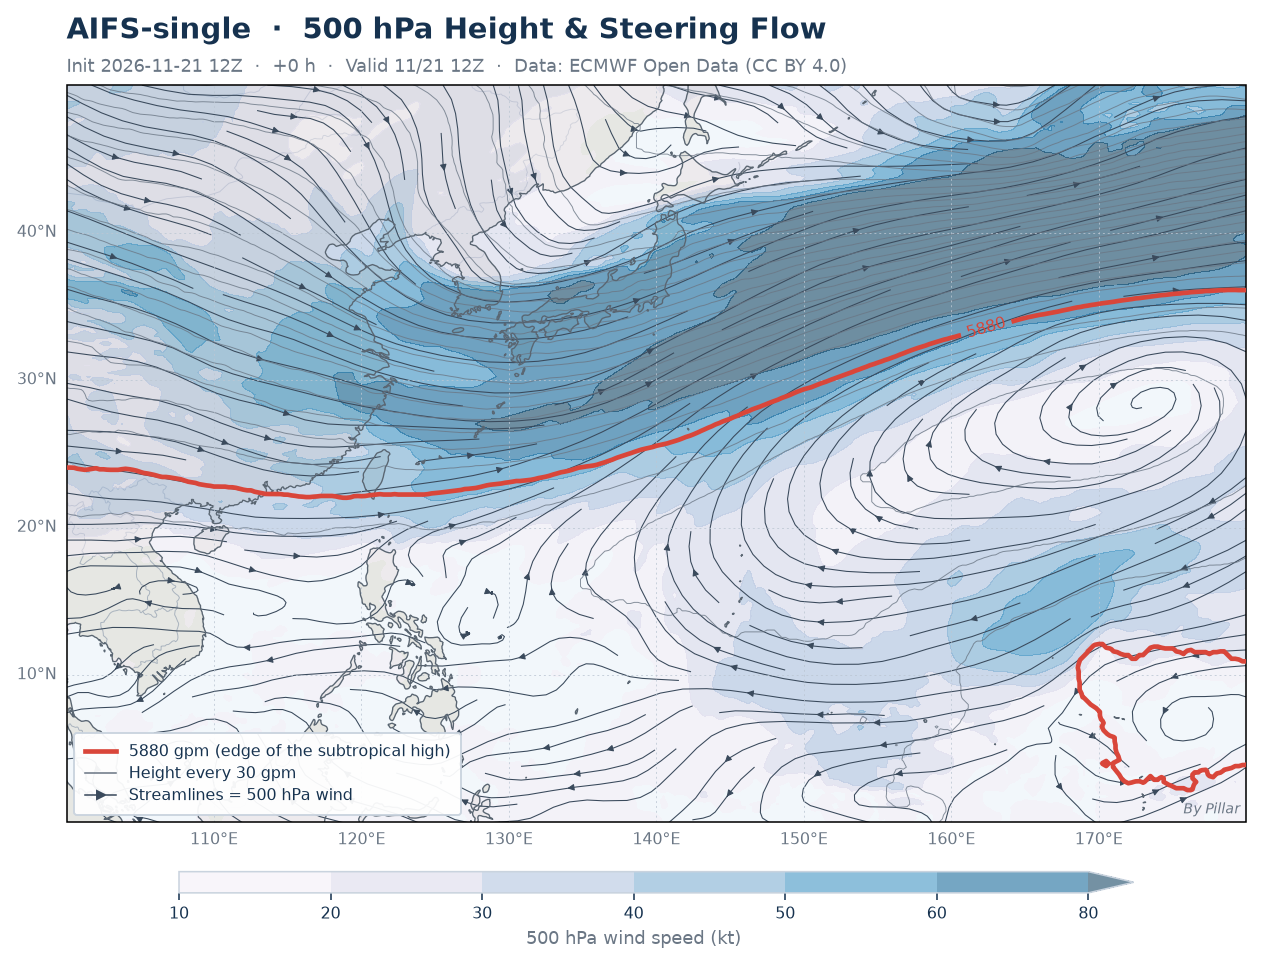 AIFS-single · 500 hPa Height & Steering Flow
Init 2026-11-21 12Z · +0 h · Valid 11/21 12Z · Data: ECMWF Open Data (CC BY 4.0)
40°N
30°N
20°N
10°N
5880
5880 gpm (edge of the subtropical high)
Height every 30 gpm
Streamlines = 500 hPa wind
By Pillar
110°E 120°E 130°E 140°E 150°E 160°E 170°E
10 20 30 40 50 60 80
500 hPa wind speed (kt)